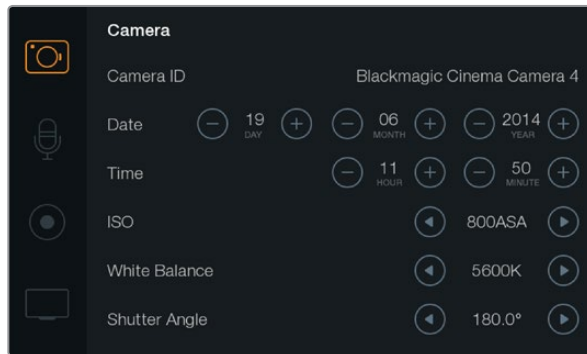 Camera
Camera ID Blackmagic Cinema Camera 4
Date 19 DAY 06 MONTH 2014 YEAR
Time 11 HOUR 50 MINUTE
ISO 800ASA
White Balance 5600K
Shutter Angle 180.0°